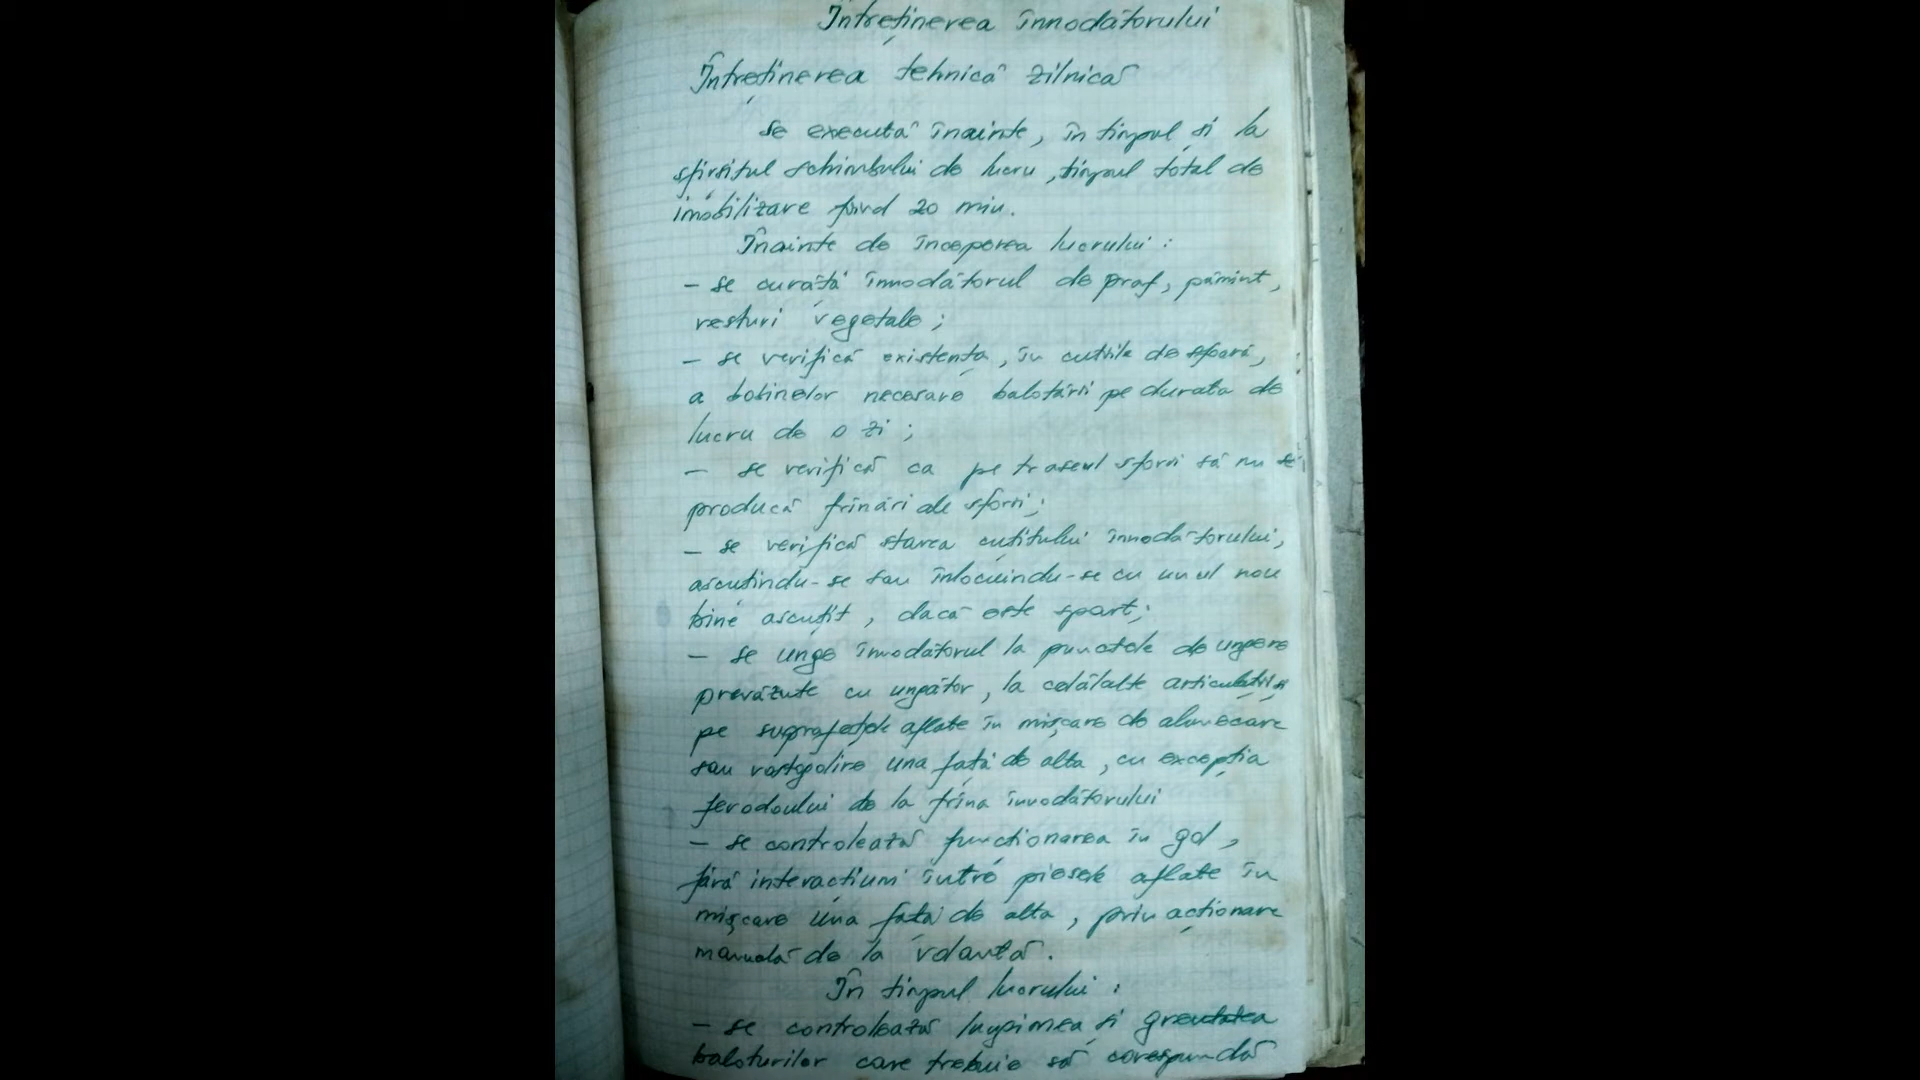 Întreținerea înnodătorului
Întreținerea tehnică zilnică
Se execută înainte, în timpul și la
sfîrșitul schimbului de lucru, timpul total de
imobilizare fiind 20 min.
Înainte de începerea lucrului :
- se curăță înnodătorul de praf, pămînt,
resturi vegetale ;
- se verifică existența, în cutiile de sfoară,
a bobinelor necesare balotării pe durata de
lucru de o zi ;
- se verifică ca pe traseul sforii să nu se
producă frînări ale sforii ;
- se verifică starea cuțitului înnodătorului,
ascuțindu-se sau înlocuindu-se cu unul nou
bine ascuțit, dacă este spart ;
- se unge înnodătorul la punctele de ungere
prevăzute cu ungător, la celălalte articulații și
pe suprafețele aflate în mișcare de alunecare
sau rostogolire una față de alta, cu excepția
ferodoului de la frîna înnodătorului
- se controlează funcționarea în gol,
fără interacțiuni între piesele aflate în
mișcare una față de alta, prin acționare
manuală de la volantă.
În timpul lucrului :
- se controlează lungimea și greutatea
baloturilor care trebuie să corespundă